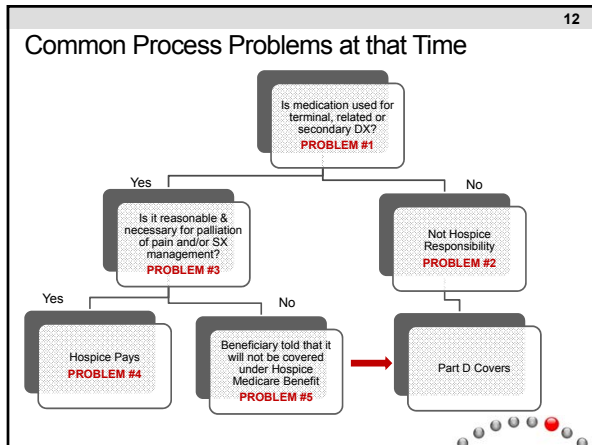 12
Common Process Problems at that Time
Is medication used for
terminal, related or
secondary DX?
PROBLEM #1
Yes
No
Is it reasonable &
necessary for palliation
of pain and/or SX
management?
PROBLEM #3
Not Hospice
Responsibility
PROBLEM #2
Yes
No
Hospice Pays
PROBLEM #4
Beneficiary told that it
will not be covered
under Hospice
Medicare Benefit
PROBLEM #5
Part D Covers